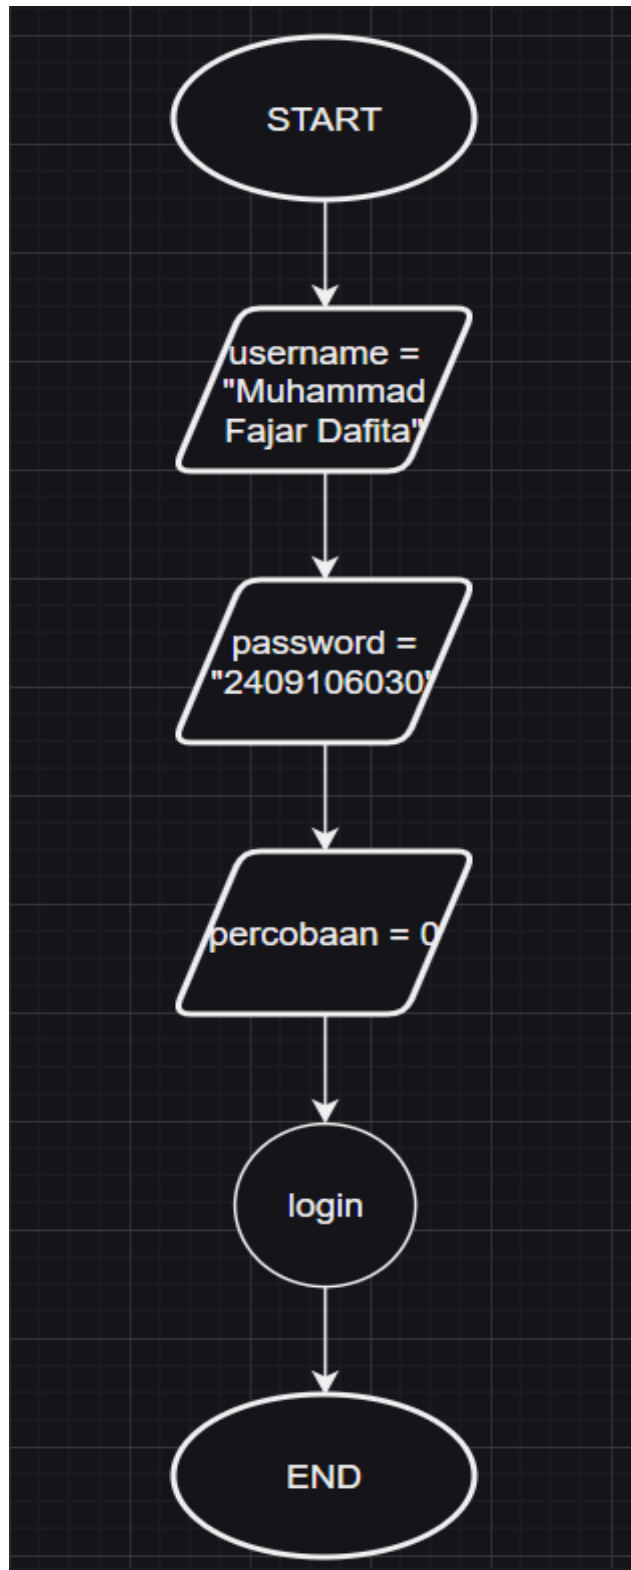 START
username =
"Muhammad
Fajar Dafita"
password =
"2409106030"
percobaan = 0
login
END